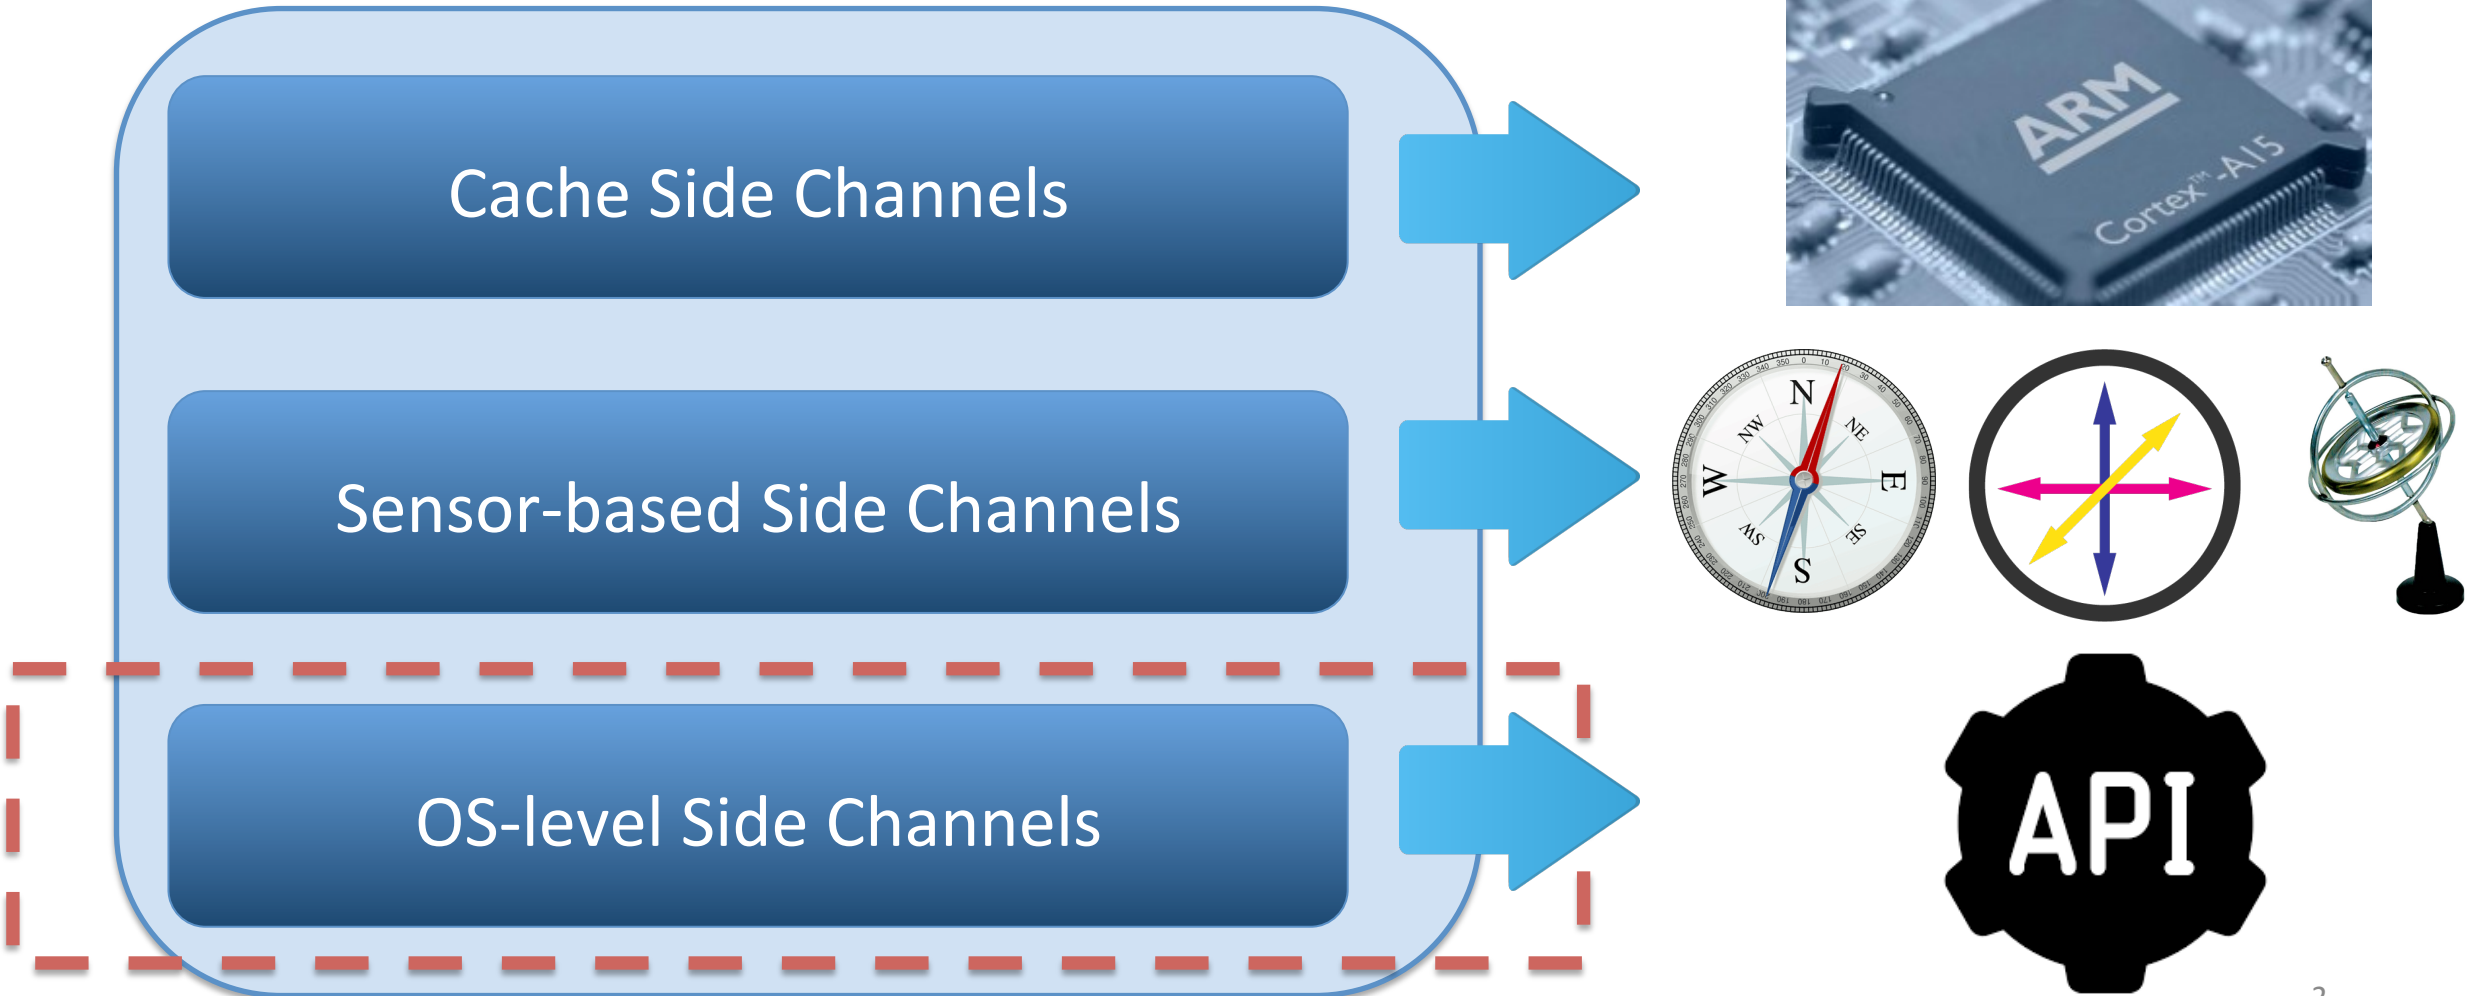 Cache Side Channels
ARM
Cortex™-A15
Sensor-based Side Channels
N
NW
NE
W
E
SW
SE
S
OS-level Side Channels
API